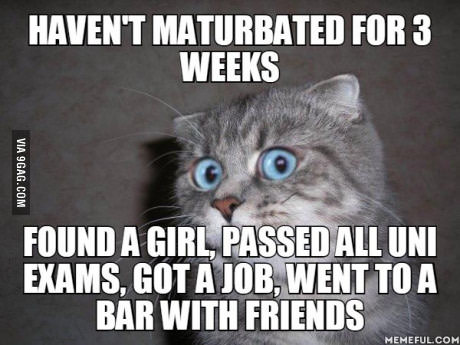 HAVEN'T MATURBATED FOR 3
WEEKS
VIA 9GAG.COM
FOUND A GIRL, PASSED ALL UNI
EXAMS, GOT A JOB, WENT TO A
BAR WITH FRIENDS
MEMEFUL.COM